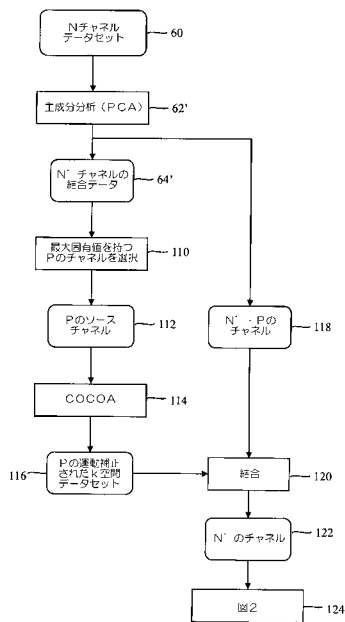 Nチャネル
データセット
60
主成分分析（PCA）
62'
N'チャネルの
結合データ
64'
最大固有値を持つ
Pのチャネルを選択
110
Pのソース
チャネル
112
N'-Pの
チャネル
118
COCOA
114
116
Pの運動補正
されたk空間
データセット
結合
120
N'のチャネル
122
図2
124